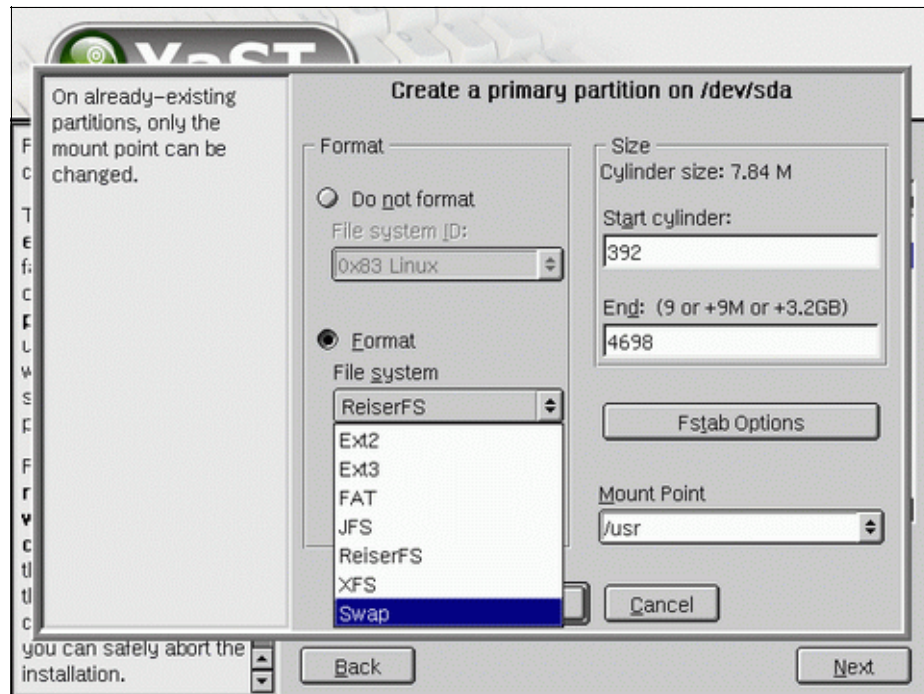 YaST
On already-existing
partitions, only the
mount point can be
changed.
Create a primary partition on /dev/sda
Format
Do not format
File system ID:
0x83 Linux
Format
File system
ReiserFS
Ext2
Ext3
FAT
JFS
ReiserFS
XFS
Swap
Size
Cylinder size: 7.84 M
Start cylinder:
392
End: (9 or +9M or +3.2GB)
4698
Fstab Options
Mount Point
/usr
Cancel
you can safely abort the
installation.
Back
Next